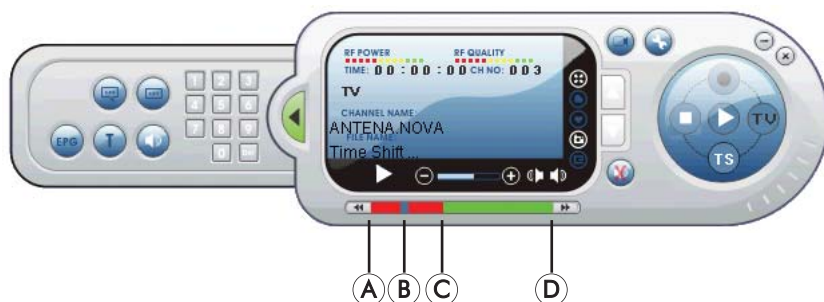 RF POWER RF QUALITY
TIME: 00:00:00 CH NO: 003
TV
CHANNEL NAME:
ANTENA.NOVA
FILE NAME:
Time Shift ...
1 2 3
4 5 6
7 8 9
0
EPG T
TV
TS
A B C D